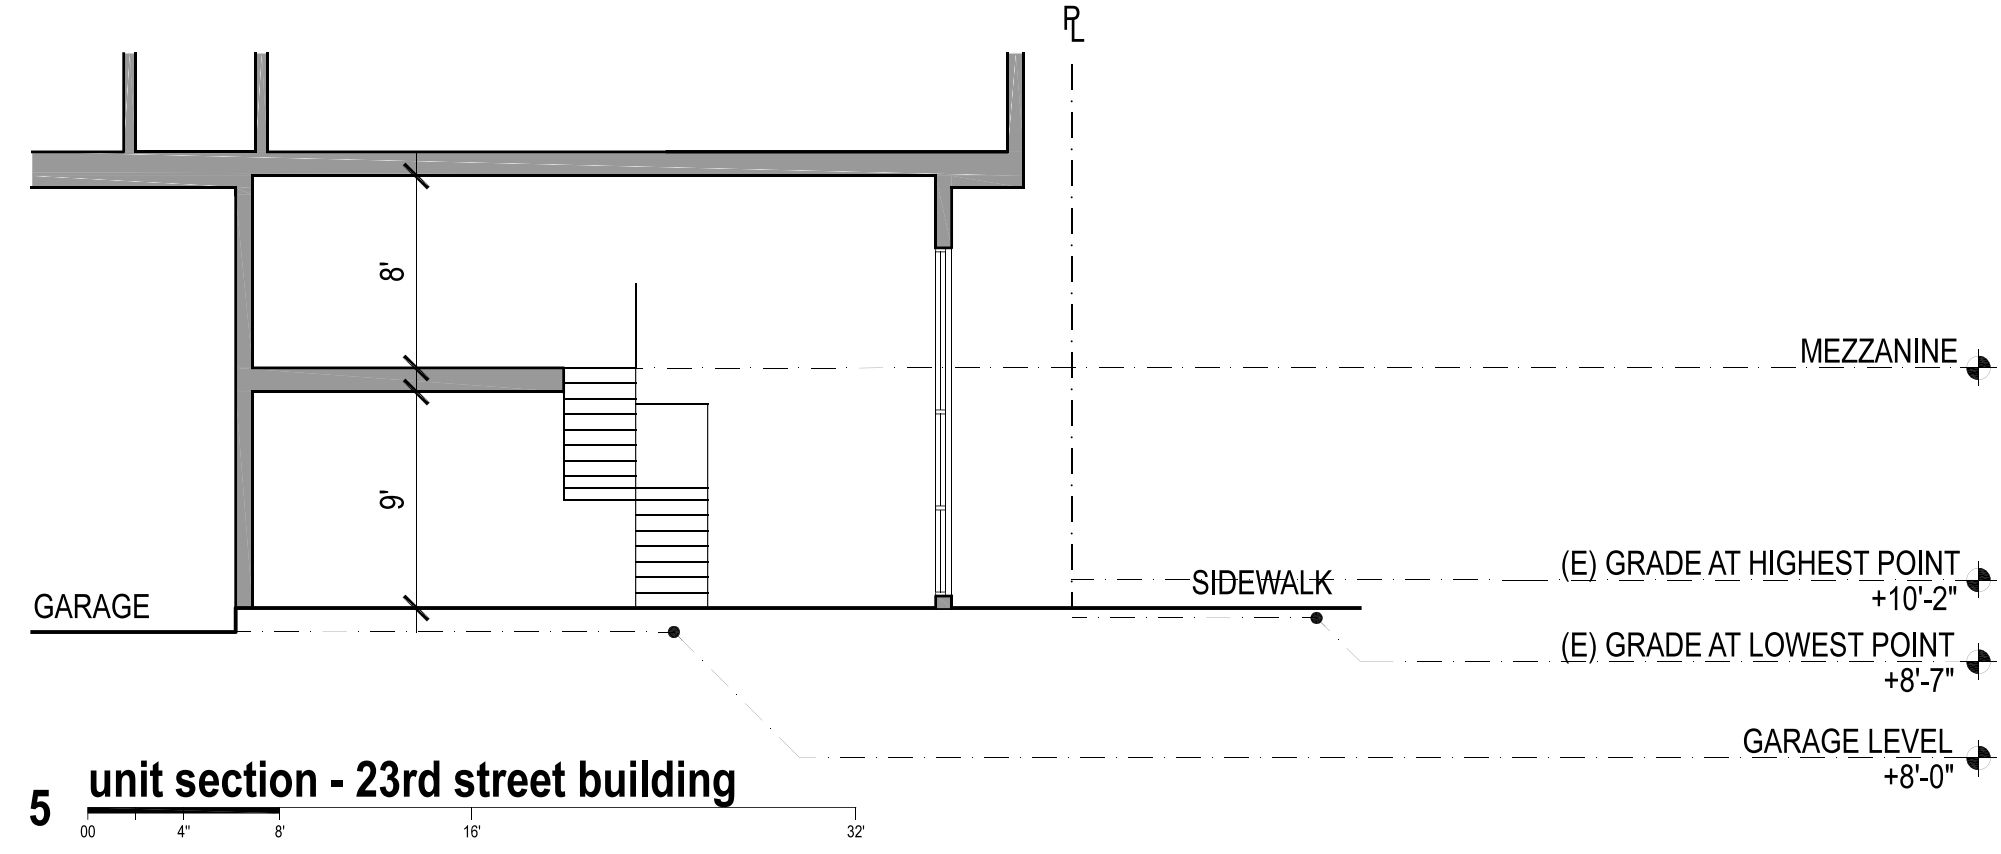 PL
8'
MEZZANINE
9'
(E) GRADE AT HIGHEST POINT
+10'-2"
SIDEWALK
GARAGE
(E) GRADE AT LOWEST POINT
+8'-7"
GARAGE LEVEL
+8'-0"
5 unit section - 23rd street building
00 4" 8' 16' 32'